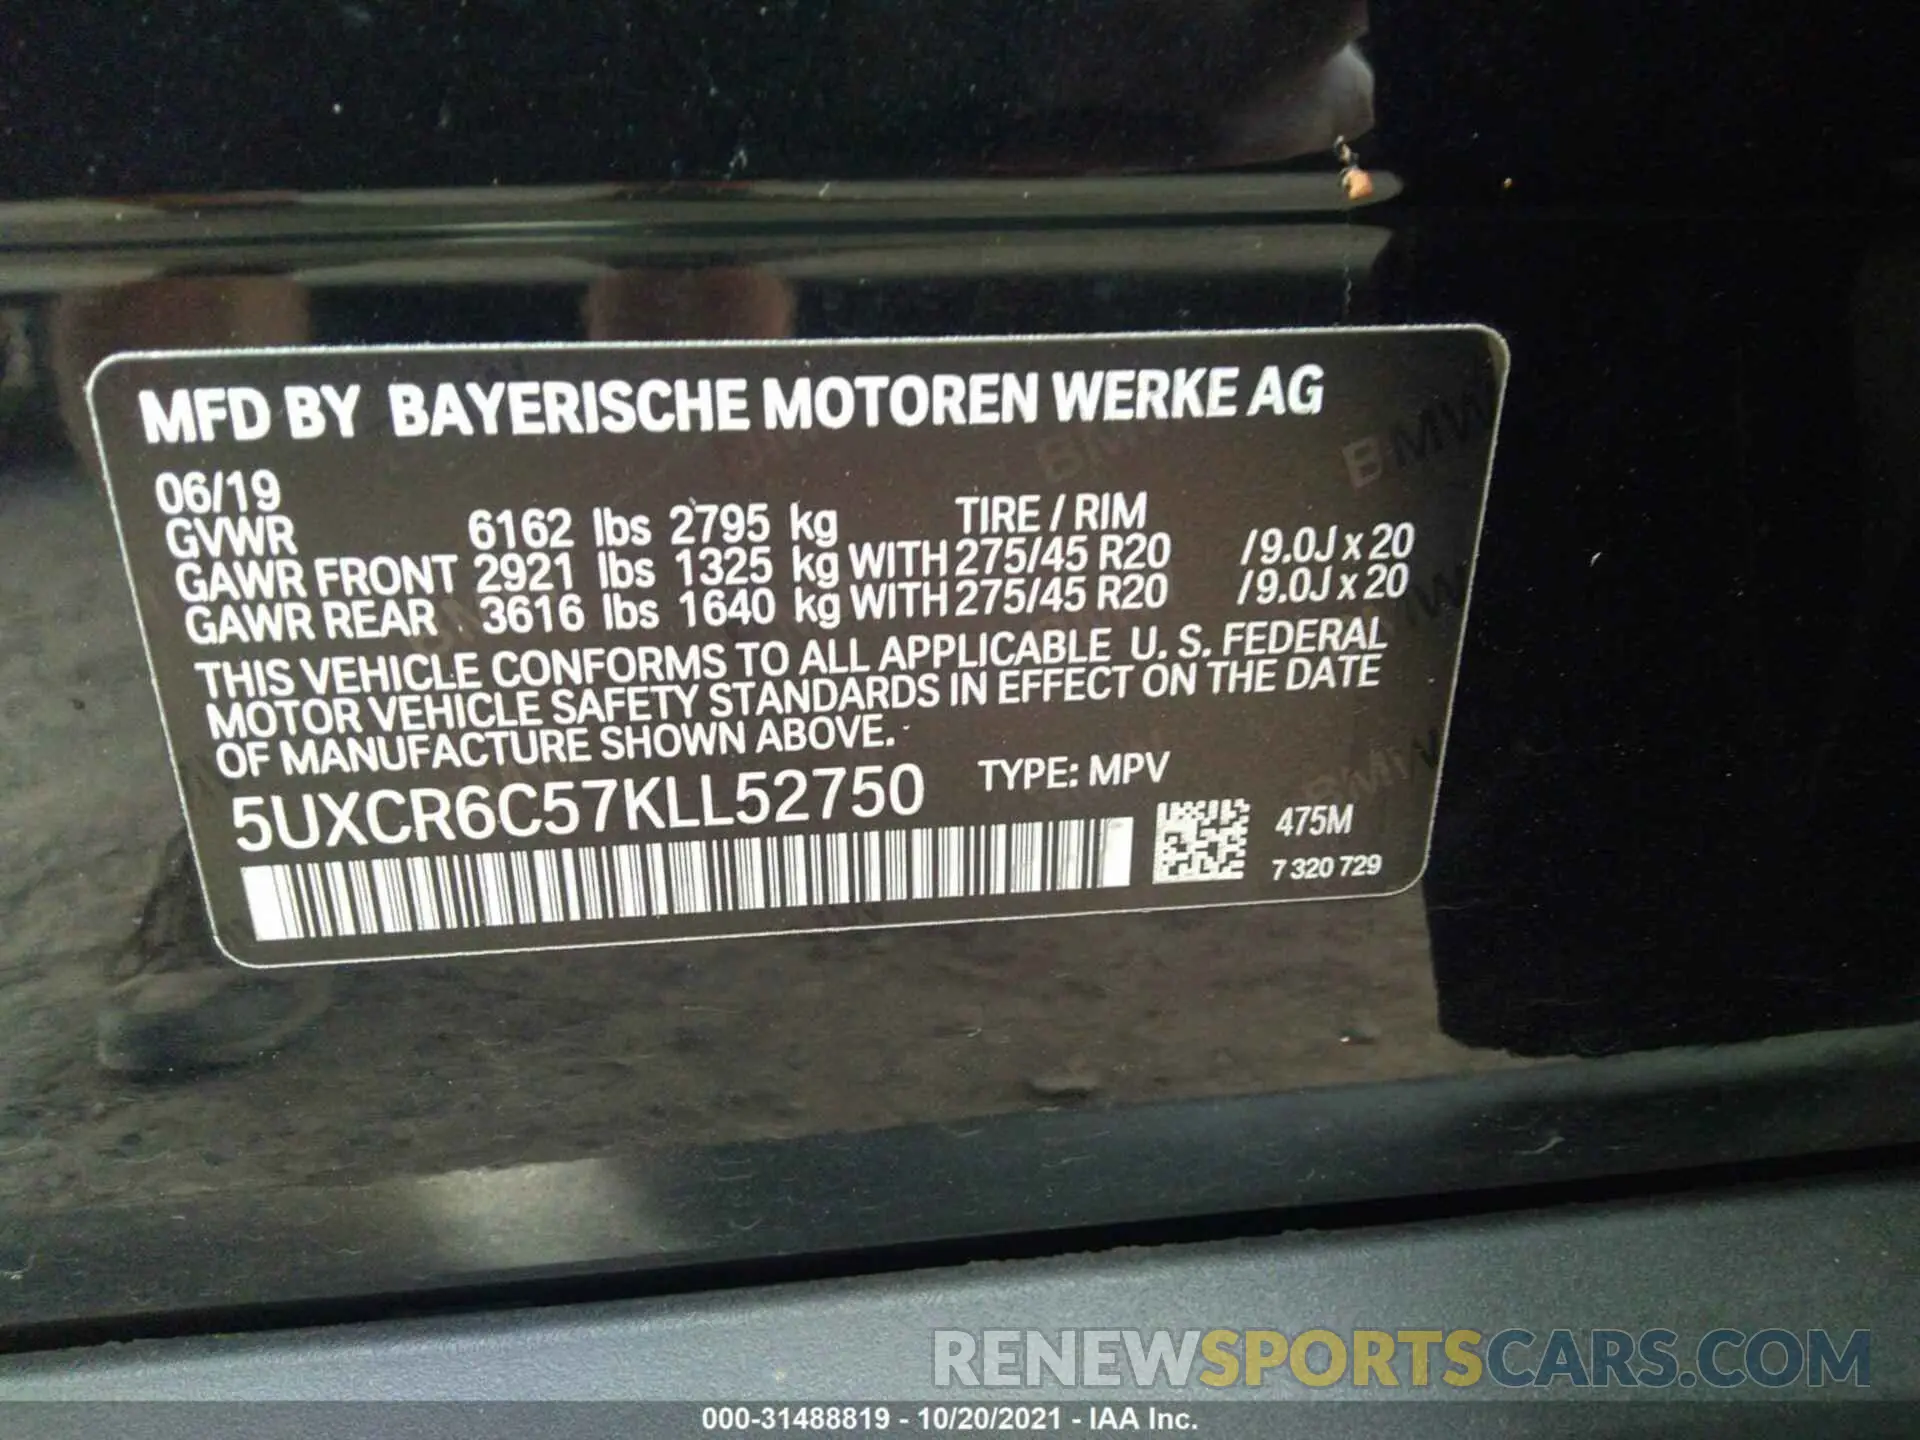 MFD BY BAYERISCHE MOTOREN WERKE AG
06/19
GVWR 6162 lbs 2795 kg TIRE / RIM
GAWR FRONT 2921 lbs 1325 kg WITH 275/45 R20 /9.0J x 20
GAWR REAR 3616 lbs 1640 kg WITH 275/45 R20 /9.0J x 20
THIS VEHICLE CONFORMS TO ALL APPLICABLE U. S. FEDERAL
MOTOR VEHICLE SAFETY STANDARDS IN EFFECT ON THE DATE
OF MANUFACTURE SHOWN ABOVE.
5UXCR6C57KLL52750 TYPE: MPV
475M
7 320 729
RENEWSPORTSCARS.COM
000-31488819 - 10/20/2021 - IAA Inc.